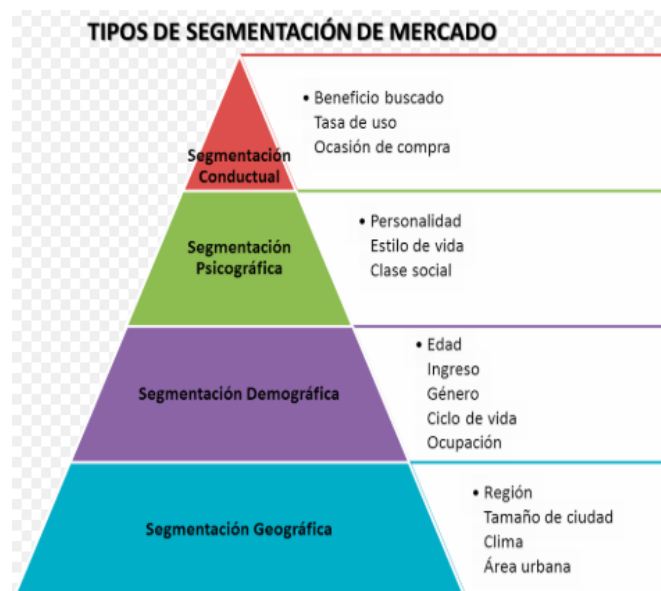 TIPOS DE SEGMENTACIÓN DE MERCADO
Segmentación
Conductual
• Beneficio buscado
Tasa de uso
Ocasión de compra
Segmentación
Psicográfica
• Personalidad
Estilo de vida
Clase social
Segmentación Demográfica
• Edad
Ingreso
Género
Ciclo de vida
Ocupación
Segmentación Geográfica
• Región
Tamaño de ciudad
Clima
Área urbana